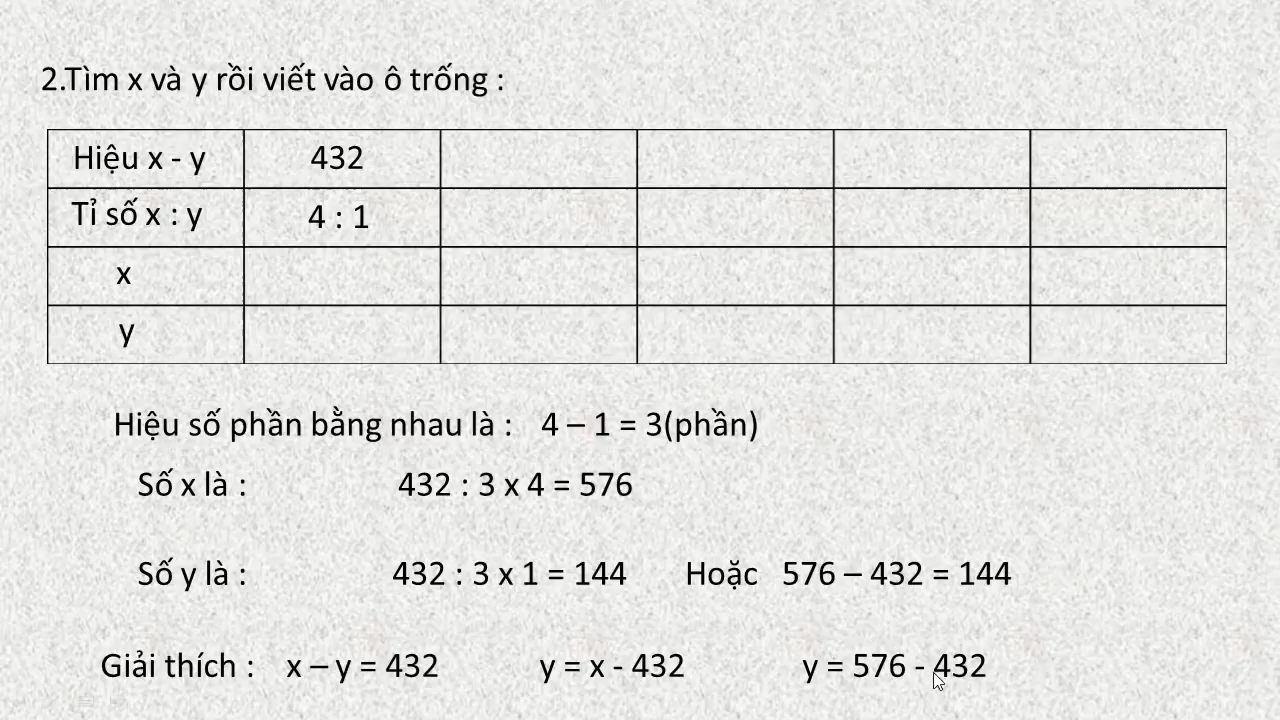 2.Tìm x và y rồi viết vào ô trống :
Hiệu x - y 432
Tỉ số x : y 4 : 1
x
y
Hiệu số phần bằng nhau là : 4 – 1 = 3(phần)
Số x là : 432 : 3 x 4 = 576
Số y là : 432 : 3 x 1 = 144 Hoặc 576 – 432 = 144
Giải thích : x – y = 432 y = x - 432 y = 576 - 432